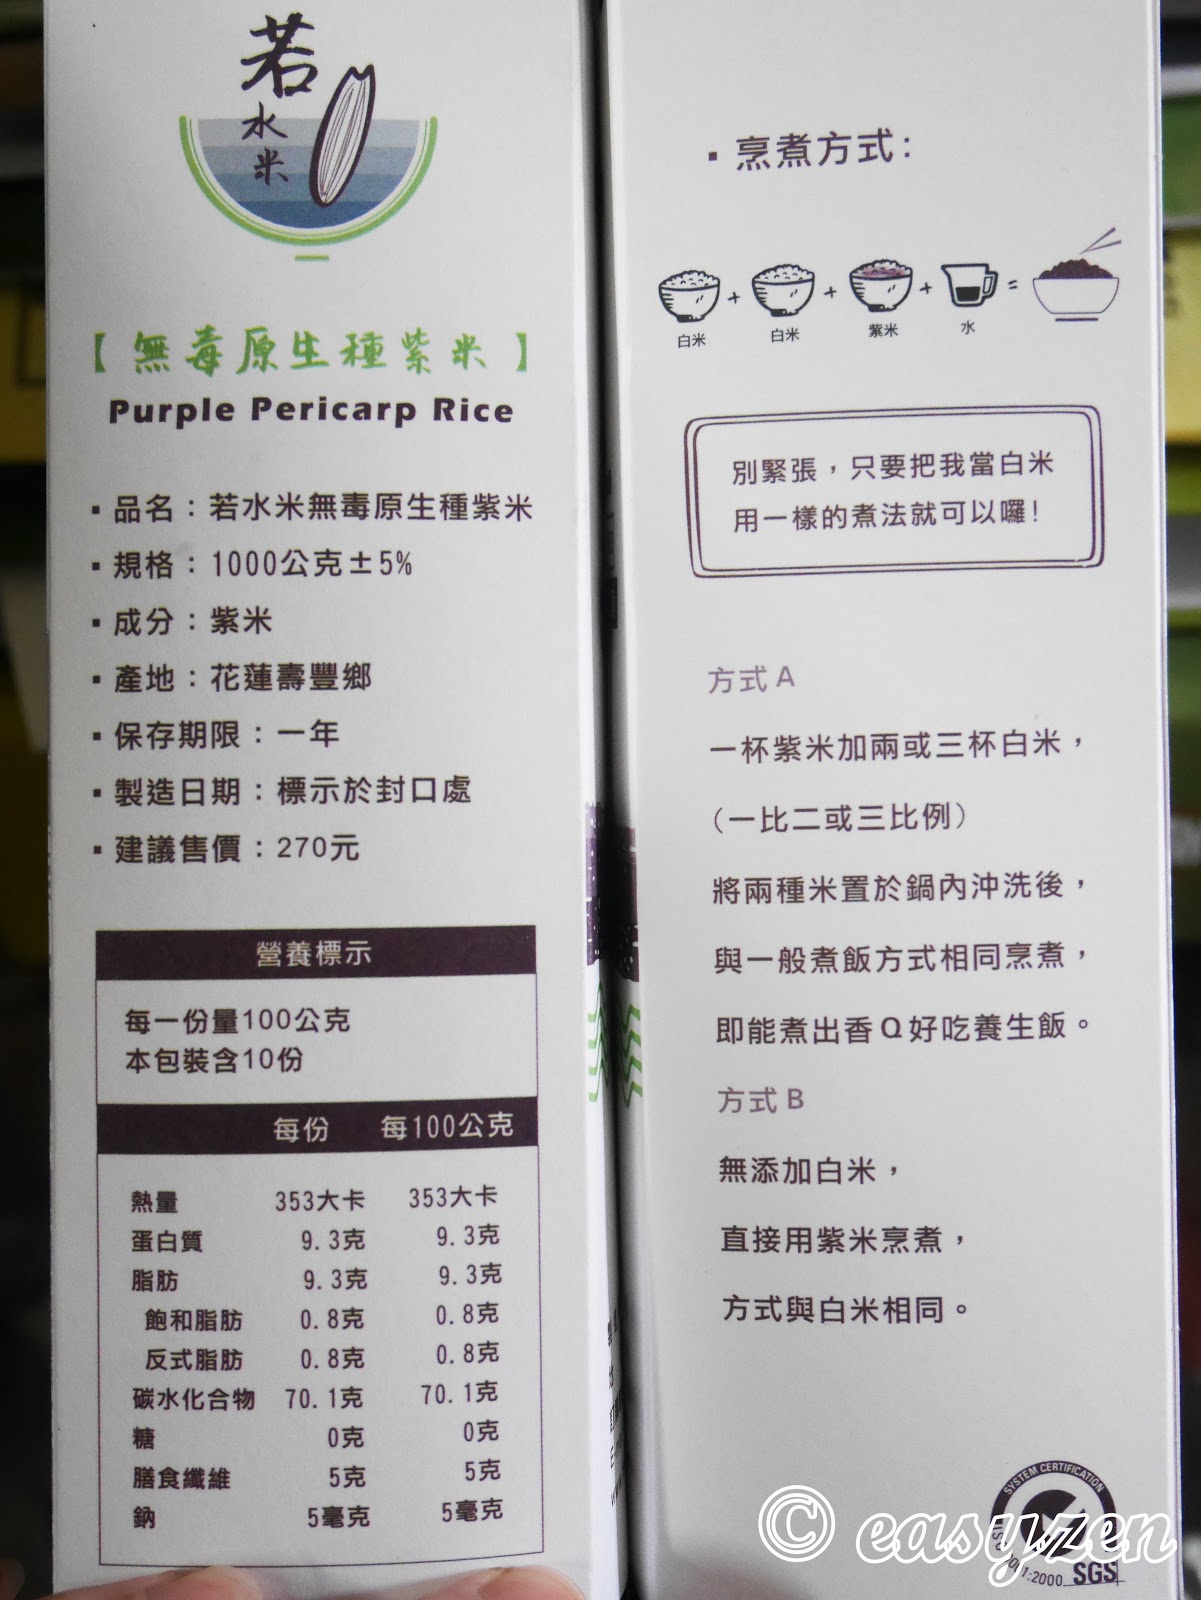 若
水
米
【無毒原生種紫米】
Purple Pericarp Rice
▪ 品名：若水米無毒原生種紫米
▪ 規格：1000公克±5%
▪ 成分：紫米
▪ 產地：花蓮壽豐鄉
▪ 保存期限：一年
▪ 製造日期：標示於封口處
▪ 建議售價：270元
營養標示
每一份量100公克
本包裝含10份
每份 每100公克
熱量 353大卡 353大卡
蛋白質 9.3克 9.3克
脂肪 9.3克 9.3克
飽和脂肪 0.8克 0.8克
反式脂肪 0.8克 0.8克
碳水化合物 70.1克 70.1克
糖 0克 0克
膳食纖維 5克 5克
鈉 5毫克 5毫克
▪ 烹煮方式：
+ + + =
白米 白米 紫米 水
別緊張，只要把我當白米
用一樣的煮法就可以囉！
方式A
一杯紫米加兩或三杯白米，
（一比二或三比例）
將兩種米置於鍋內沖洗後，
與一般煮飯方式相同烹煮，
即能煮出香Q好吃養生飯。
方式B
無添加白米，
直接用紫米烹煮，
方式與白米相同。
SYSTEM CERTIFICATION
SGS
© easyzen